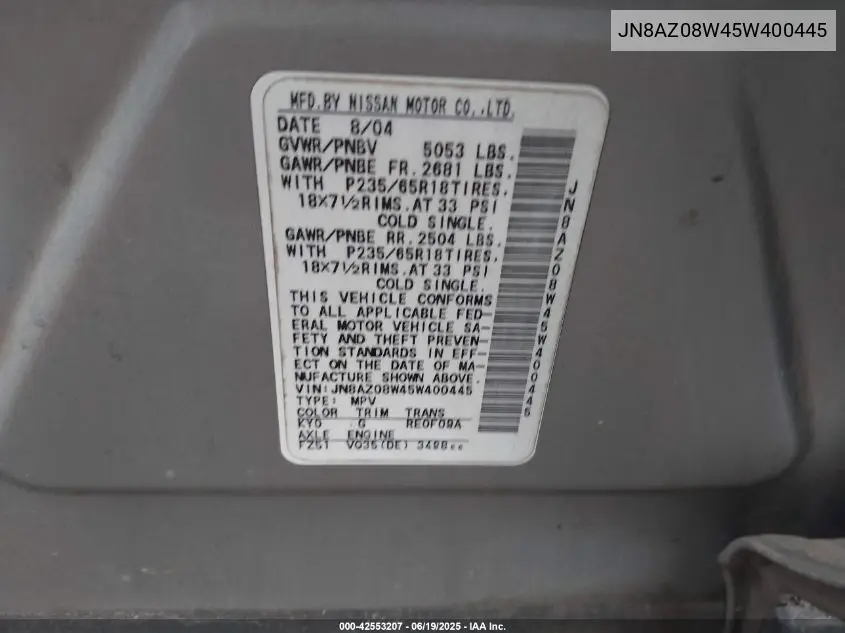 JN8AZ08W45W400445
MFD.BY NISSAN MOTOR CO.,LTD.
DATE 8/04
GVWR/PNBV 5053 LBS.
GAWR/PNBE FR.2681 LBS.
WITH P235/65R18TIRES,
18X7½RIMS.AT 33 PSI
COLD SINGLE.
GAWR/PNBE RR.2504 LBS.
WITH P235/65R18TIRES,
18X7½RIMS.AT 33 PSI
COLD SINGLE.
THIS VEHICLE CONFORMS
TO ALL APPLICABLE FED-
ERAL MOTOR VEHICLE SA-
FETY AND THEFT PREVEN-
TION STANDARDS IN EFF-
ECT ON THE DATE OF MA-
NUFACTURE SHOWN ABOVE.
VIN:JN8AZ08W45W400445
TYPE: MPV
COLOR TRIM TRANS
KY0 G RE0F09A
AXLE ENGINE
FZ51 VQ35(DE) 3498cc
JN8AZ08W45W400445
000-42553207 - 06/19/2025 - IAA Inc.